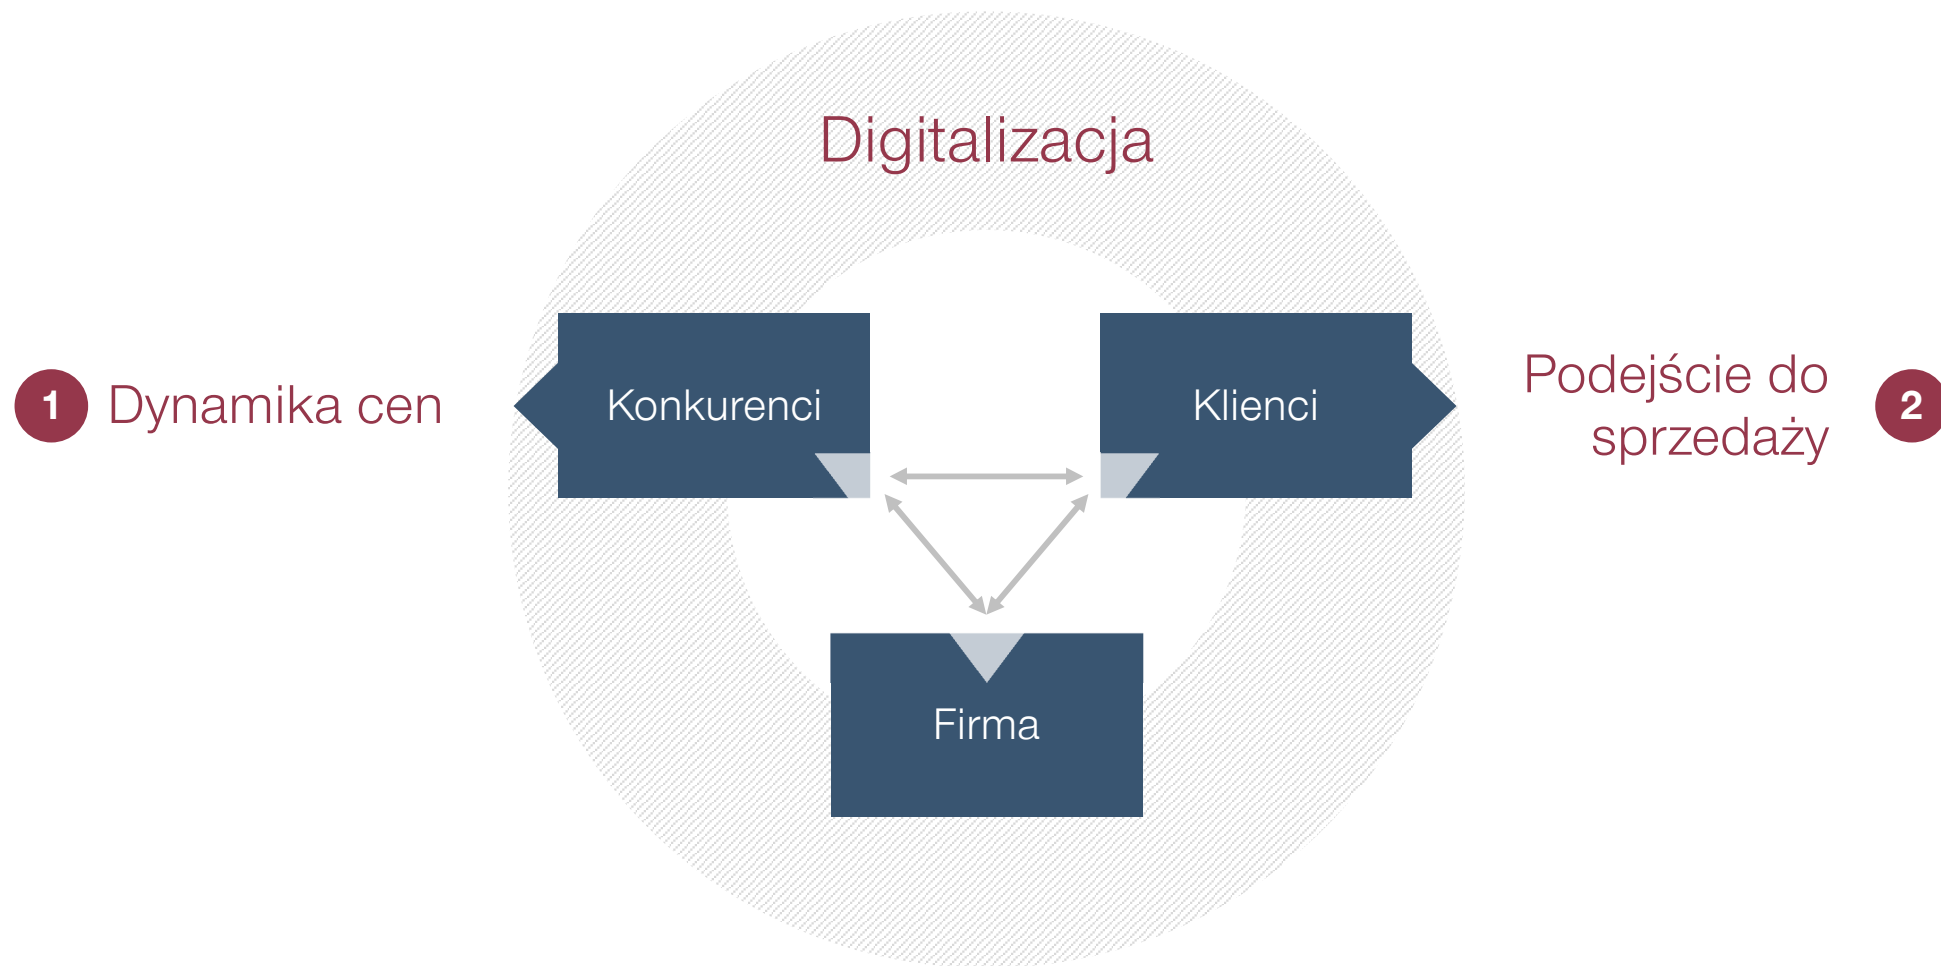 Digitalizacja
1 Dynamika cen
Konkurenci
Klienci
Podejście do
sprzedaży
2
Firma